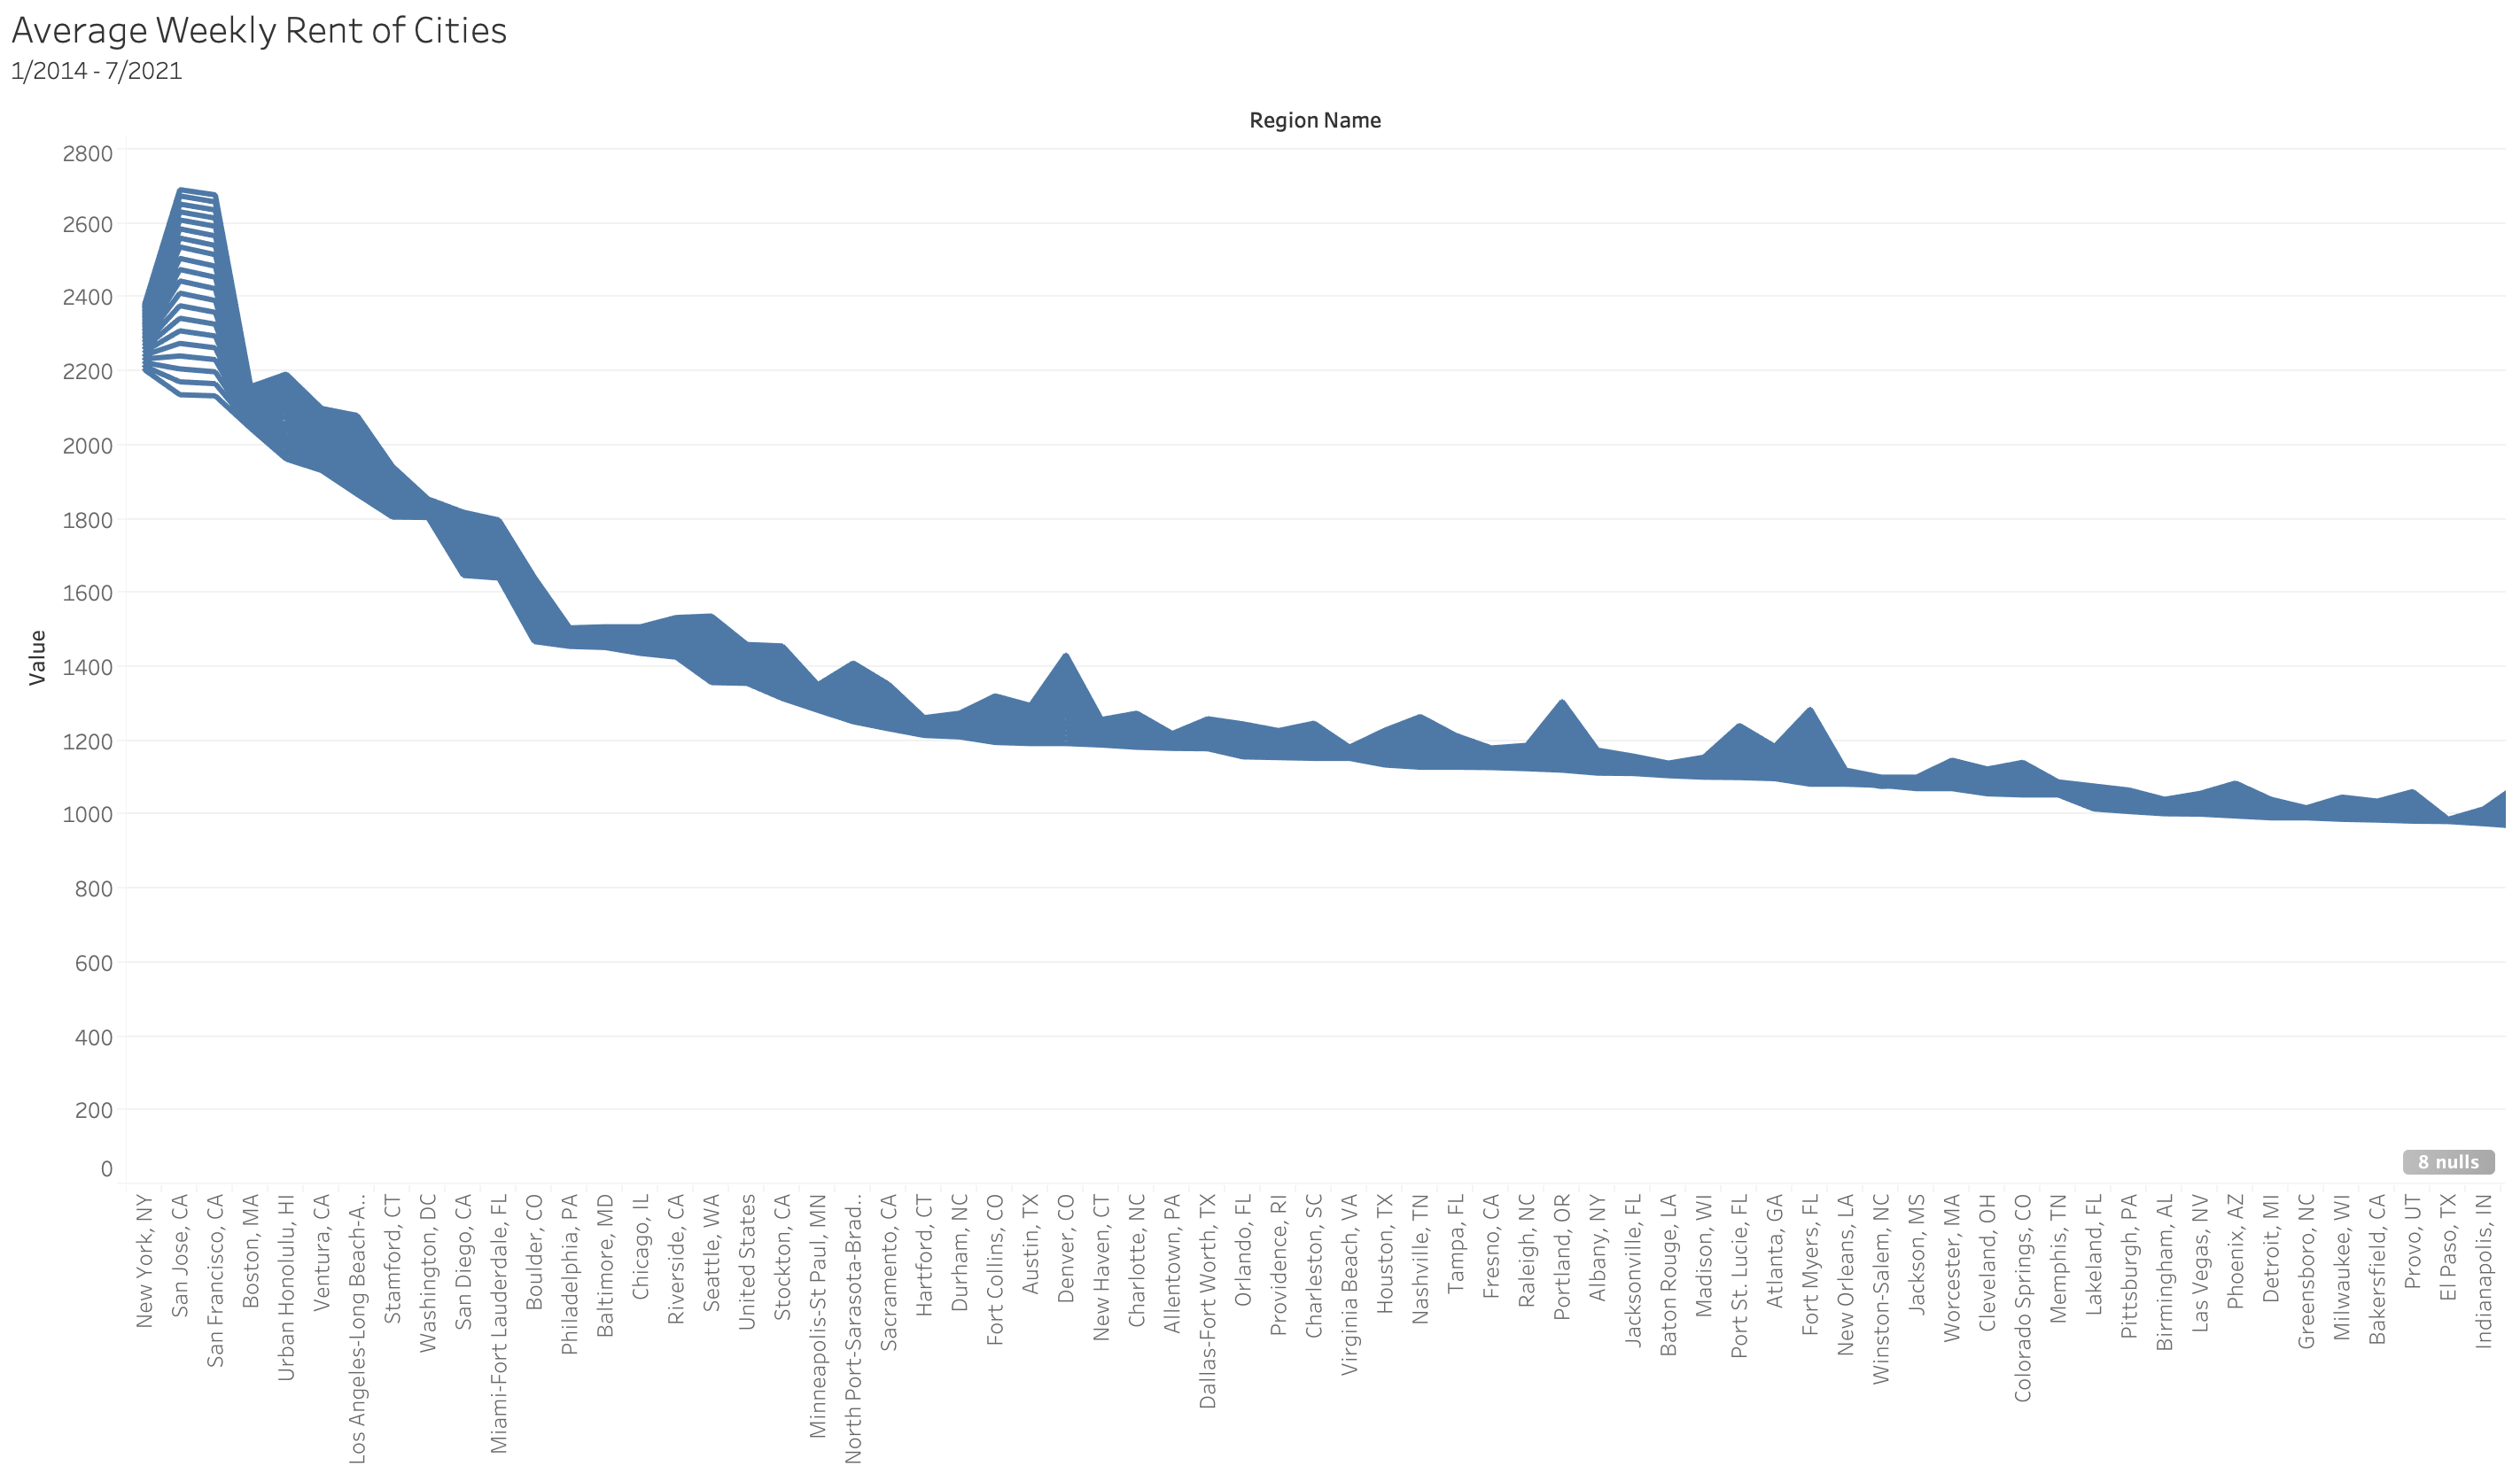 Average Weekly Rent of Cities
1/2014 - 7/2021
Region Name
2800
2600
2400
2200
2000
1800
1600
1400
1200
1000
800
600
400
200
0
Value
8 nulls
New York, NY
San Jose, CA
San Francisco, CA
Boston, MA
Urban Honolulu, HI
Ventura, CA
Los Angeles-Long Beach-A..
Stamford, CT
Washington, DC
San Diego, CA
Miami-Fort Lauderdale, FL
Boulder, CO
Philadelphia, PA
Baltimore, MD
Chicago, IL
Riverside, CA
Seattle, WA
United States
Stockton, CA
Minneapolis-St Paul, MN
North Port-Sarasota-Brad..
Sacramento, CA
Hartford, CT
Durham, NC
Fort Collins, CO
Austin, TX
Denver, CO
New Haven, CT
Charlotte, NC
Allentown, PA
Dallas-Fort Worth, TX
Orlando, FL
Providence, RI
Charleston, SC
Virginia Beach, VA
Houston, TX
Nashville, TN
Tampa, FL
Fresno, CA
Raleigh, NC
Portland, OR
Albany, NY
Jacksonville, FL
Baton Rouge, LA
Madison, WI
Port St. Lucie, FL
Atlanta, GA
Fort Myers, FL
New Orleans, LA
Winston-Salem, NC
Jackson, MS
Worcester, MA
Cleveland, OH
Colorado Springs, CO
Memphis, TN
Lakeland, FL
Pittsburgh, PA
Birmingham, AL
Las Vegas, NV
Phoenix, AZ
Detroit, MI
Greensboro, NC
Milwaukee, WI
Bakersfield, CA
Provo, UT
El Paso, TX
Indianapolis, IN